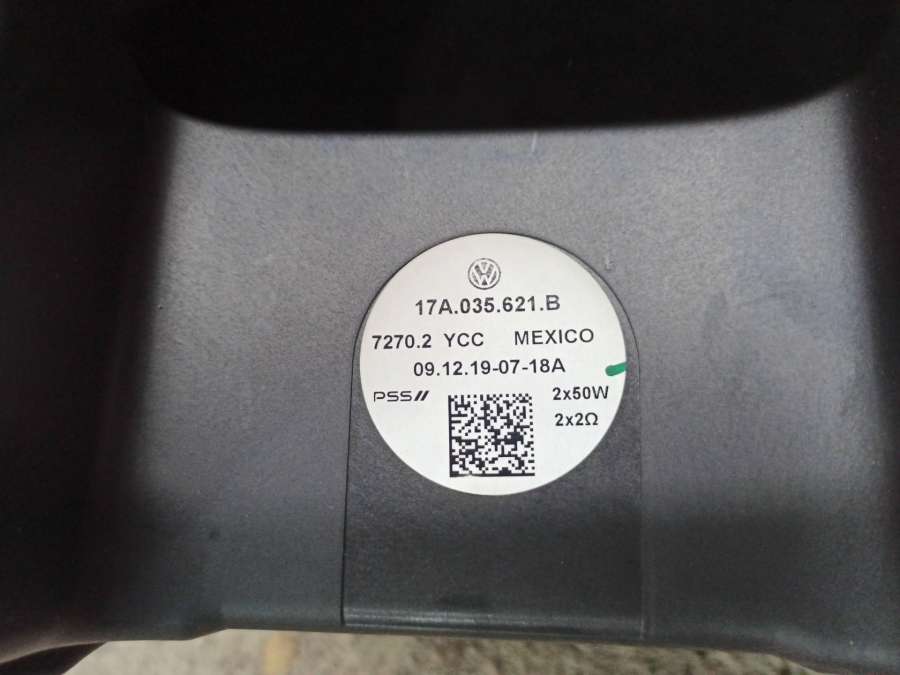 17A.035.621.B
7270.2 YCC MEXICO
09.12.19-07-18A
PSS// 2x50W
2x2Ω